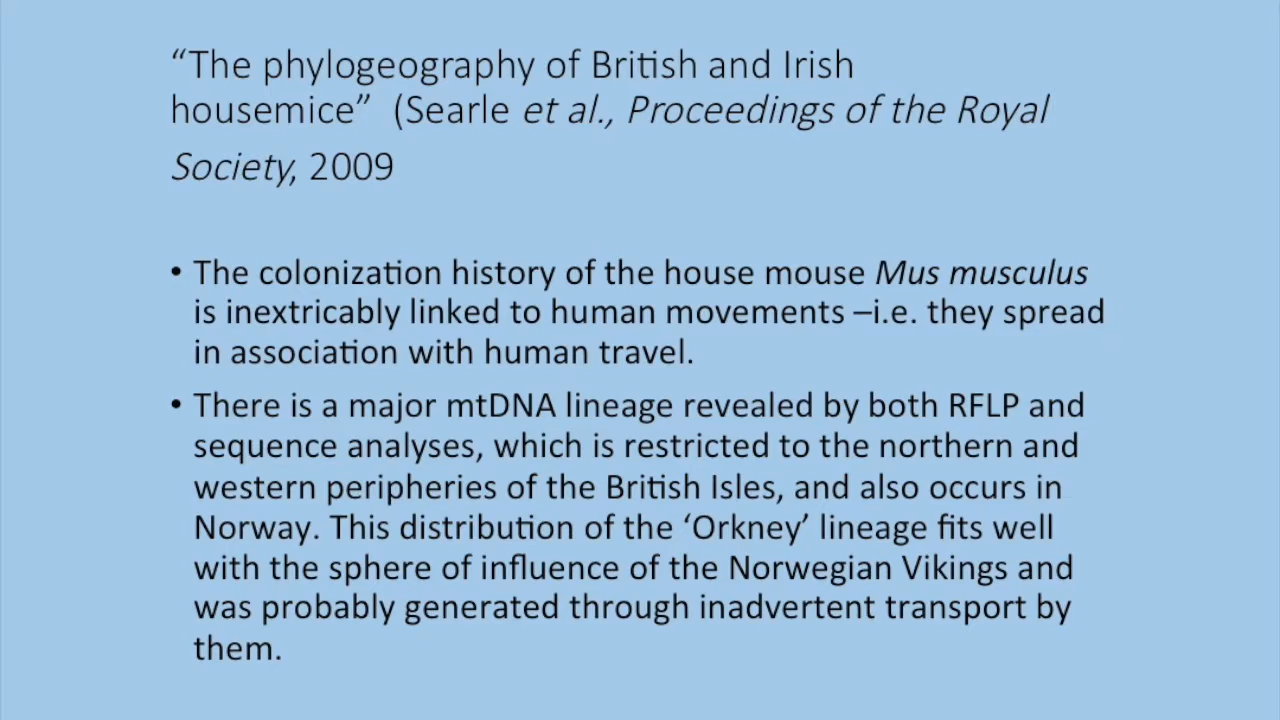 “The phylogeography of British and Irish
housemice”  (Searle et al., Proceedings of the Royal
Society, 2009
• The colonization history of the house mouse Mus musculus
is inextricably linked to human movements –i.e. they spread
in association with human travel.
• There is a major mtDNA lineage revealed by both RFLP and
sequence analyses, which is restricted to the northern and
western peripheries of the British Isles, and also occurs in
Norway. This distribution of the ‘Orkney’ lineage fits well
with the sphere of influence of the Norwegian Vikings and
was probably generated through inadvertent transport by
them.